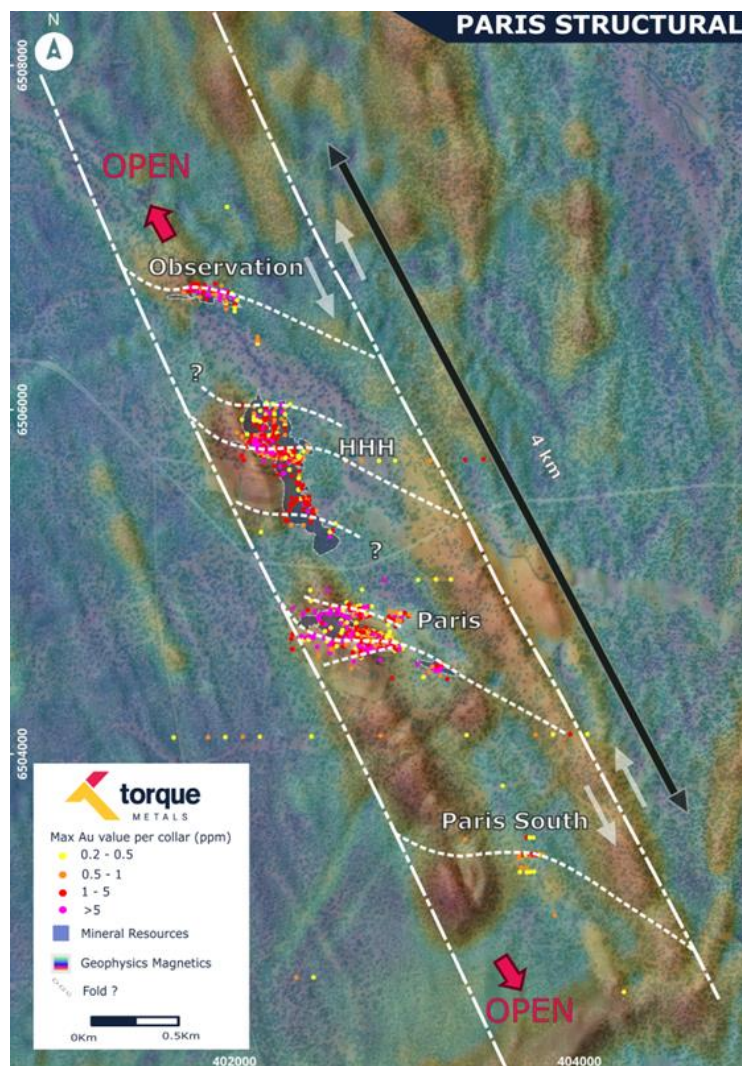 PARIS STRUCTURAL
N
6508000
OPEN
Observation
?
6506000
HHH
4 km
?
Paris
6504000
Paris South
torque
METALS
Max Au value per collar (ppm)
0.2 - 0.5
0.5 - 1
1 - 5
>5
Mineral Resources
Geophysics Magnetics
Fold ?
0Km
0.5Km
OPEN
402000
404000